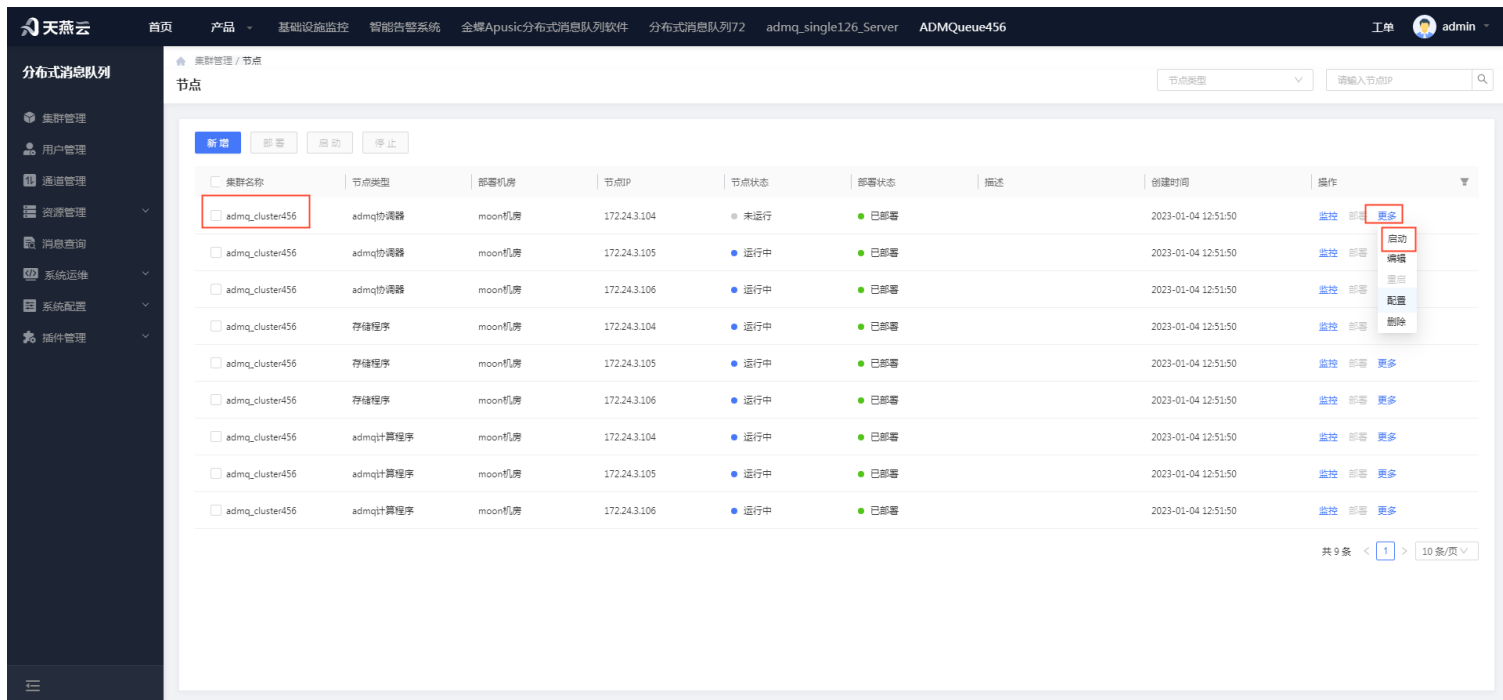 天燕云 首页 产品 基础设施监控 智能告警系统 金蝶Apusic分布式消息队列软件 分布式消息队列72 admq_single126_Server ADMQueue456 工单 admin
分布式消息队列
集群管理
用户管理
通道管理
资源管理
消息查询
系统运维
系统配置
插件管理
集群管理 / 节点
节点 节点类型 请输入节点IP
新增 部署 启动 停止
集群名称 节点类型 部署机房 节点IP 节点状态 部署状态 描述 创建时间 操作
admq_cluster456 admq协调器 moon机房 172.24.3.104 未运行 已部署 2023-01-04 12:51:50 监控 部署 更多
admq_cluster456 admq协调器 moon机房 172.24.3.105 运行中 已部署 2023-01-04 12:51:50 监控 部署
admq_cluster456 admq协调器 moon机房 172.24.3.106 运行中 已部署 2023-01-04 12:51:50 监控 部署
admq_cluster456 存储程序 moon机房 172.24.3.104 运行中 已部署 2023-01-04 12:51:50 监控 部署
admq_cluster456 存储程序 moon机房 172.24.3.105 运行中 已部署 2023-01-04 12:51:50 监控 部署 更多
admq_cluster456 存储程序 moon机房 172.24.3.106 运行中 已部署 2023-01-04 12:51:50 监控 部署 更多
admq_cluster456 admq计算程序 moon机房 172.24.3.104 运行中 已部署 2023-01-04 12:51:50 监控 部署 更多
admq_cluster456 admq计算程序 moon机房 172.24.3.105 运行中 已部署 2023-01-04 12:51:50 监控 部署 更多
admq_cluster456 admq计算程序 moon机房 172.24.3.106 运行中 已部署 2023-01-04 12:51:50 监控 部署 更多
启动
编辑
重启
配置
删除
共 9 条 < 1 > 10 条/页